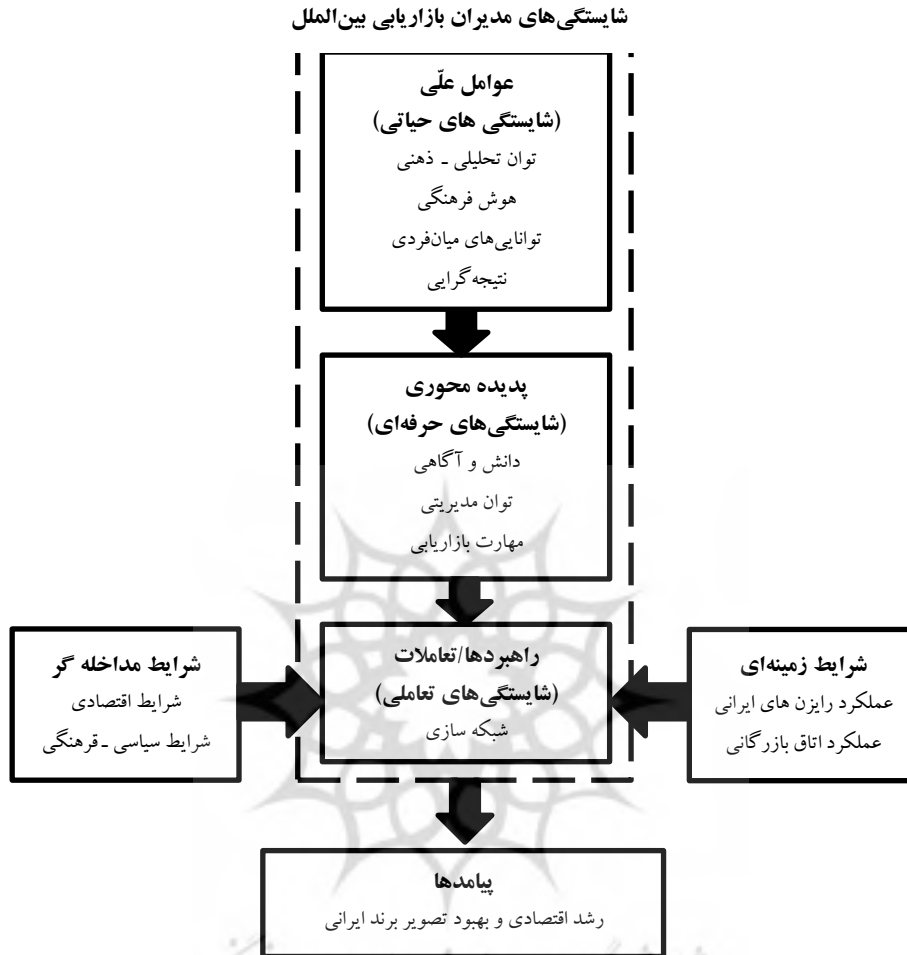 شایستگی‌های مدیران بازاریابی بین‌الملل
عوامل علّی
(شایستگی های حیاتی)
توان تحلیلی ـ ذهنی
هوش فرهنگی
توانایی‌های میان‌فردی
نتیجه‌گرایی
پدیده محوری
(شایستگی‌های حرفه‌ای)
دانش و آگاهی
توان مدیریتی
مهارت بازاریابی
راهبردها/تعاملات
(شایستگی‌های تعاملی)
شبکه سازی
شرایط زمینه‌ای
عملکرد رایزن های ایرانی
عملکرد اتاق بازرگانی
شرایط مداخله گر
شرایط اقتصادی
شرایط سیاسی ـ قرهنگی
پیامدها
رشد اقتصادی و بهبود تصویر برند ایرانی